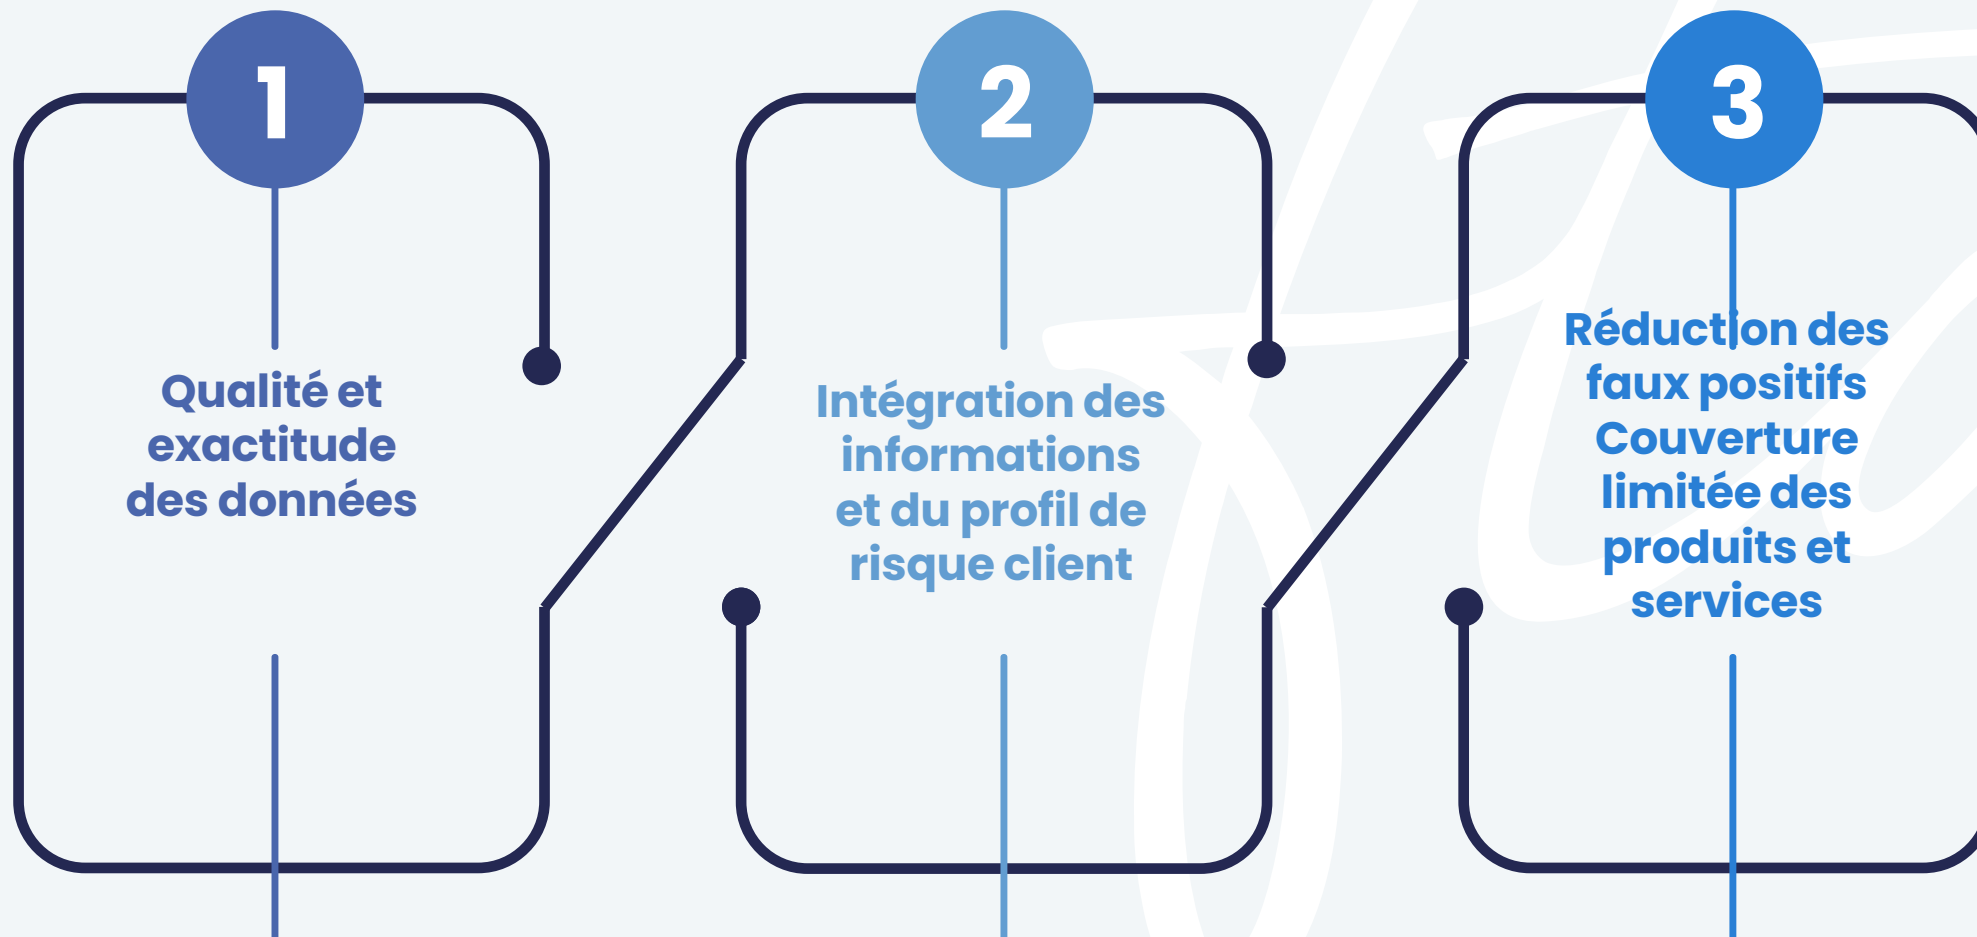 1
Qualité et
exactitude
des données
2
Intégration des
informations
et du profil de
risque client
3
Réduction des
faux positifs
Couverture
limitée des
produits et
services